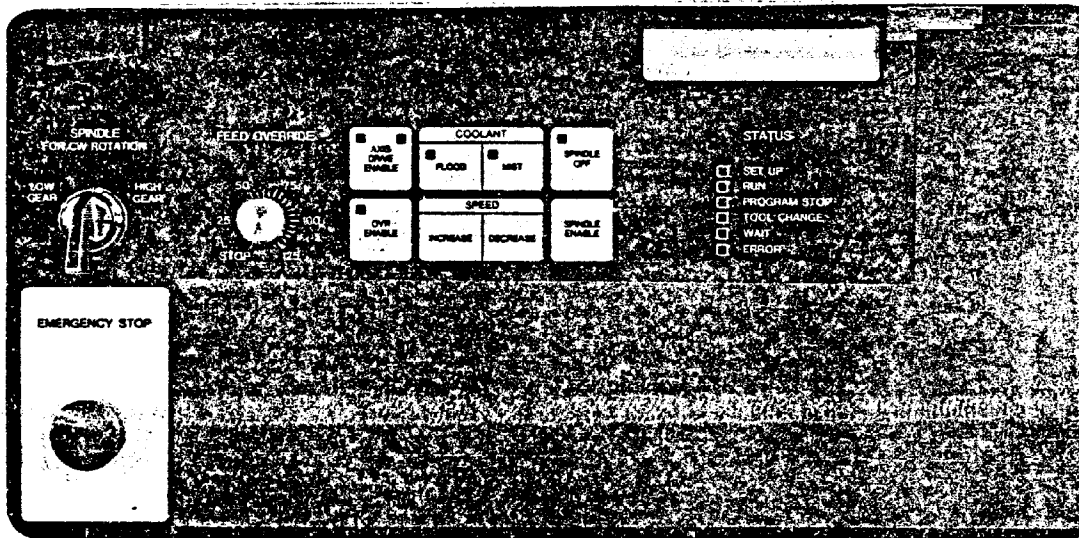 SPINDLE
FOR CW ROTATION
LOW
GEAR
HIGH
GEAR
FEED OVERRIDE
50
75
25
100
STOP
125
AXIS
DRIVE
ENABLE
COOLANT
FLOOD
MIST
SPINDLE
OFF
OVR
ENABLE
SPEED
INCREASE
DECREASE
SPINDLE
ENABLE
STATUS
SET UP
RUN
PROGRAM STOP
TOOL CHANGE
WAIT
ERROR
EMERGENCY STOP